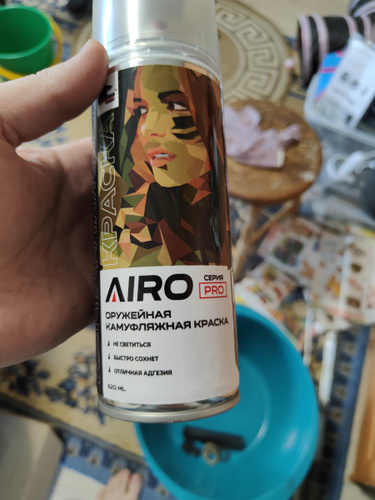 КРАСКА
AIRO
СЕРИЯ
PRO
ОРУЖЕЙНАЯ
КАМУФЛЯЖНАЯ КРАСКА
НЕ СВЕТИТЬСЯ
БЫСТРО СОХНЕТ
ОТЛИЧНАЯ АДГЕЗИЯ
520 ML